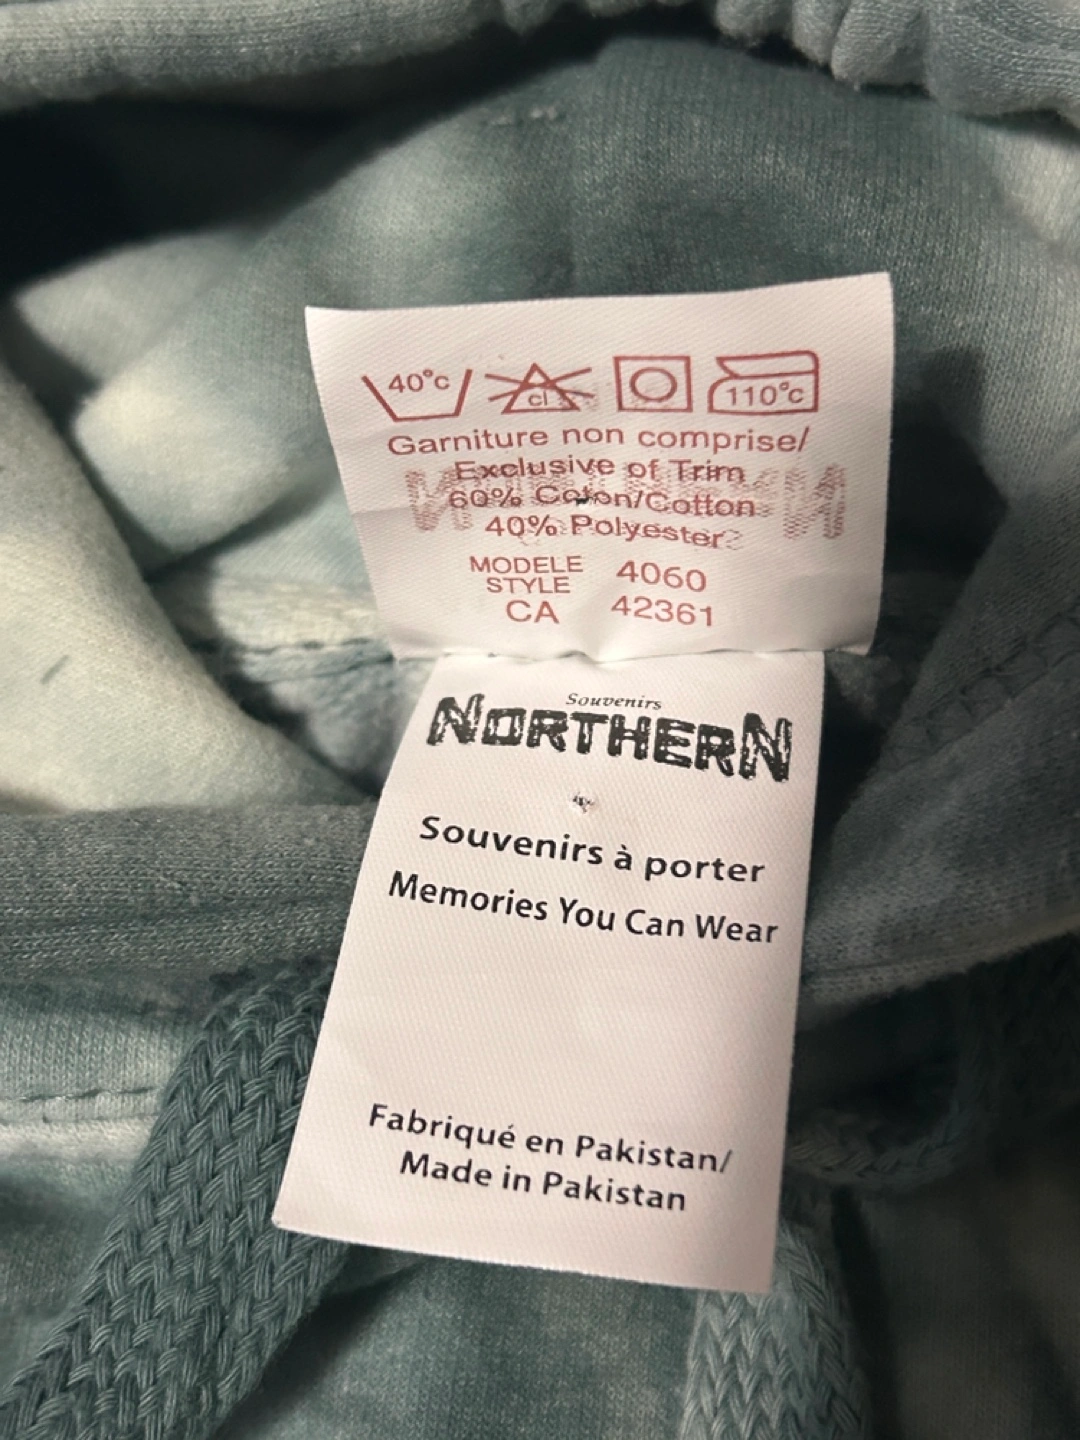 40°c cl 110°c
Garniture non comprise/
Exclusive of Trim
60% Coton/Cotton
40% Polyester
MODELE 4060
STYLE
CA 42361
Souvenirs
NORTHERN
Souvenirs à porter
Memories You Can Wear
Fabriqué en Pakistan/
Made in Pakistan